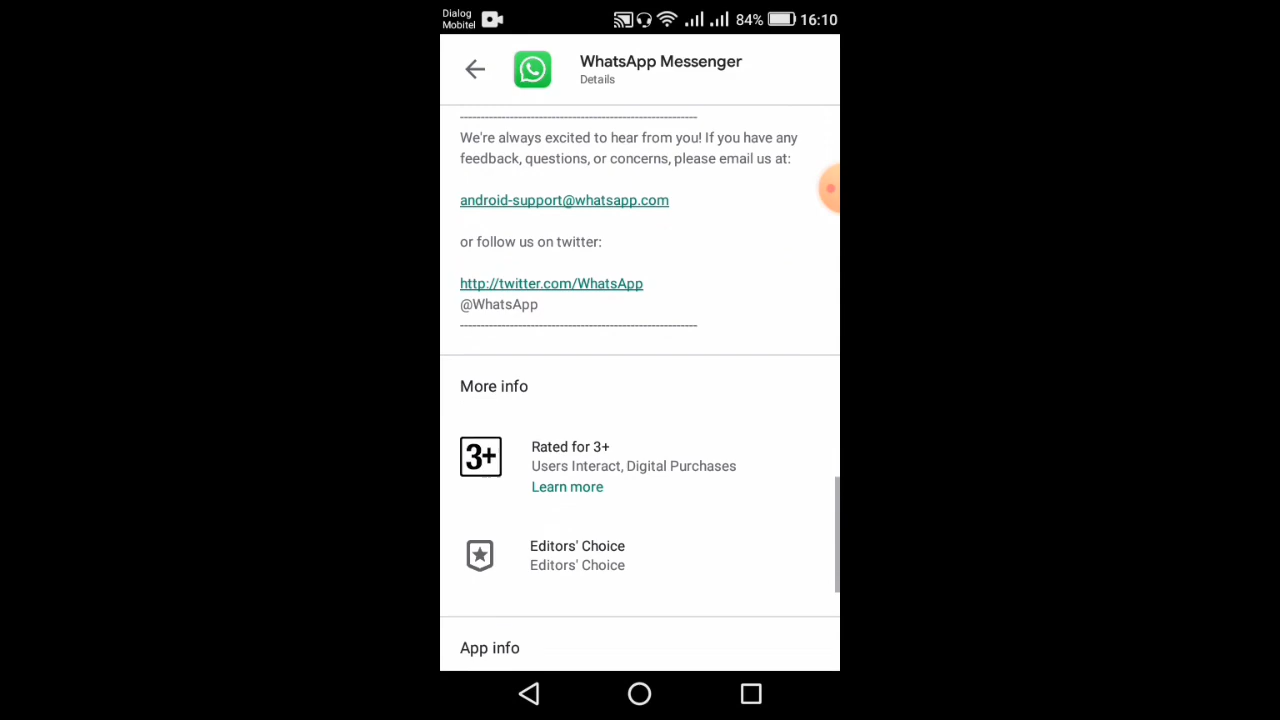 Dialog
Mobitel
84%
16:10
WhatsApp Messenger
Details
-----------------------------------------------------------
We're always excited to hear from you! If you have any
feedback, questions, or concerns, please email us at:
android-support@whatsapp.com
or follow us on twitter:
http://twitter.com/WhatsApp
@WhatsApp
-----------------------------------------------------------
More info
3+
Rated for 3+
Users Interact, Digital Purchases
Learn more
Editors' Choice
Editors' Choice
App info